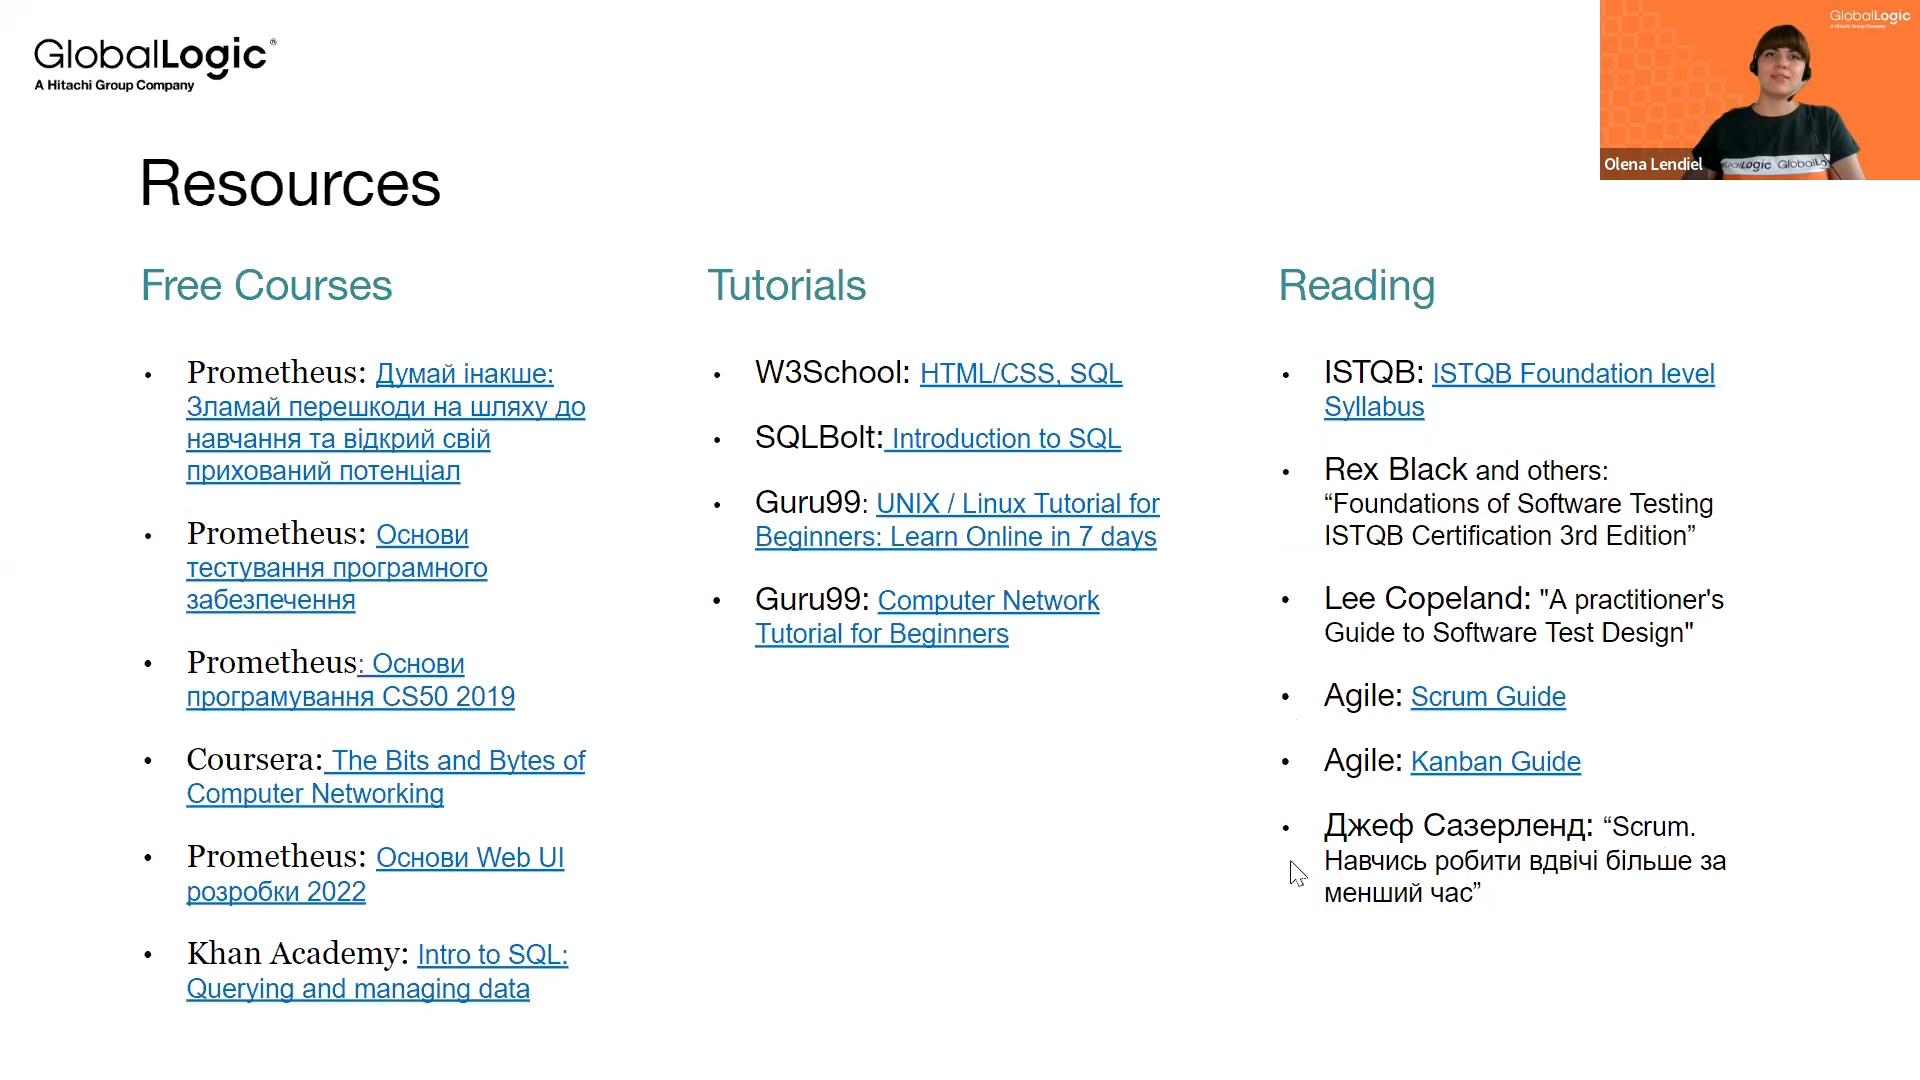 GlobalLogic®
A Hitachi Group Company
GlobalLogic
A Hitachi Group Company
Logic GlobalLo
Olena Lendiel
Resources
Free Courses
• Prometheus: Думай інакше:
Зламай перешкоди на шляху до
навчання та відкрий свій
прихований потенціал
• Prometheus: Основи
тестування програмного
забезпечення
• Prometheus: Основи
програмування CS50 2019
• Coursera: The Bits and Bytes of
Computer Networking
• Prometheus: Основи Web UI
розробки 2022
• Khan Academy: Intro to SQL:
Querying and managing data
Tutorials
• W3School: HTML/CSS, SQL
• SQLBolt: Introduction to SQL
• Guru99: UNIX / Linux Tutorial for
Beginners: Learn Online in 7 days
• Guru99: Computer Network
Tutorial for Beginners
Reading
• ISTQB: ISTQB Foundation level
Syllabus
• Rex Black and others:
“Foundations of Software Testing
ISTQB Certification 3rd Edition”
• Lee Copeland: "A practitioner's
Guide to Software Test Design"
• Agile: Scrum Guide
• Agile: Kanban Guide
• Джеф Сазерленд: “Scrum.
Навчись робити вдвічі більше за
менший час”